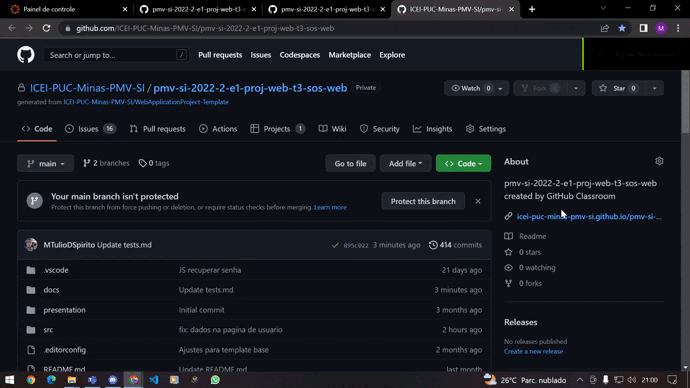 Painel de controle
pmv-si-2022-2-e1-proj-web-t3-s
pmv-si-2022-2-e1-proj-web-t3-s
ICEI-PUC-Minas-PMV-SI/pmv-si-
github.com/ICEI-PUC-Minas-PMV-SI/pmv-si-2022-2-e1-proj-web-t3-sos-web
M
Search or jump to...
/
Pull requests
Issues
Codespaces
Marketplace
Explore
ICEI-PUC-Minas-PMV-SI / pmv-si-2022-2-e1-proj-web-t3-sos-web
Private
Watch 0
Fork 0
Star 0
generated from ICEI-PUC-Minas-PMV-SI/WebApplicationProject-Template
Code
Issues 16
Pull requests
Actions
Projects 1
Wiki
Security
Insights
Settings
main
2 branches
0 tags
Go to file
Add file
Code
About
Your main branch isn't protected
Protect this branch from force pushing or deletion, or require status checks before merging. Learn more
Protect this branch
pmv-si-2022-2-e1-proj-web-t3-sos-web
created by GitHub Classroom
icei-puc-minas-pmv-si.github.io/pmv-si-...
Readme
0 stars
0 watching
0 forks
MTulioDSpirito Update tests.md
895c022 3 minutes ago
414 commits
.vscode
JS recuperar senha
21 days ago
docs
Update tests.md
3 minutes ago
presentation
Initial commit
3 months ago
src
fix: dados na pagina de usuario
2 hours ago
.editorconfig
Ajustes para template base
2 months ago
README.md
last month
Releases
No releases published
Create a new release
26°C Parc. nublado
21:00